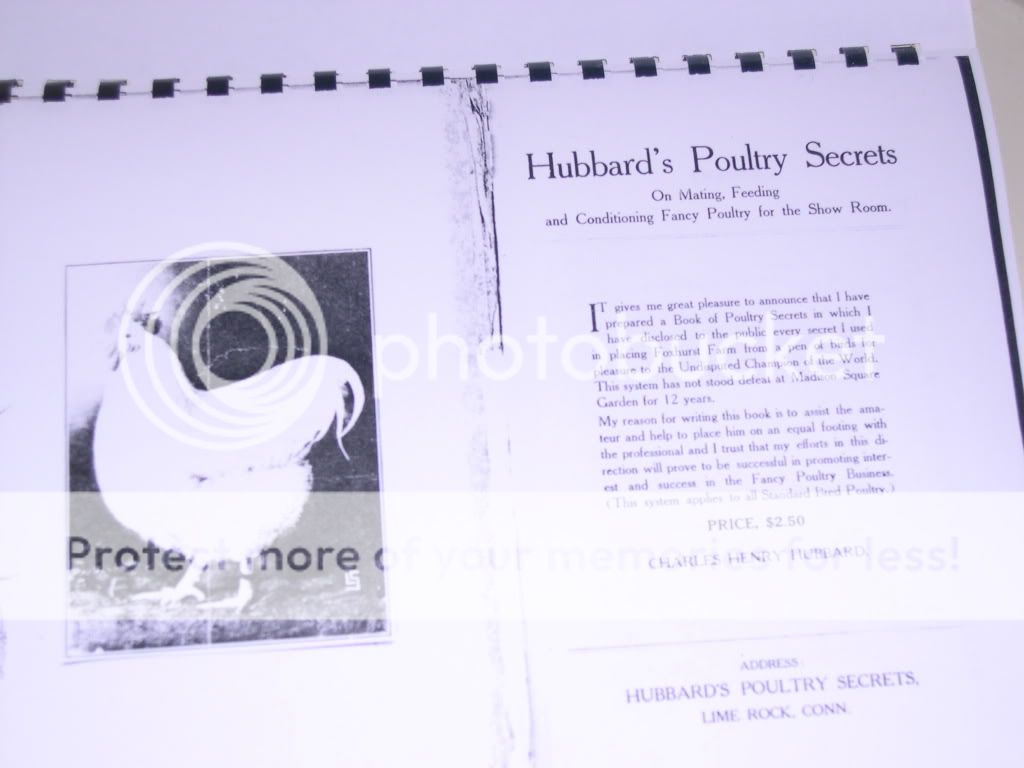 Hubbard's Poultry Secrets
On Mating, Feeding
and Conditioning Fancy Poultry for the Show Room.
IT gives me great pleasure to announce that I have
prepared a Book of Poultry Secrets in which I
have disclosed to the public every secret I used
in placing Foxhurst Farm from a pen of birds for
pleasure to the Undisputed Champion of the World.
This system has not stood defeat at Madison Square
Garden for 12 years.
My reason for writing this book is to assist the ama-
teur and help to place him on an equal footing with
the professional and I trust that my efforts in this di-
rection will prove to be successful in promoting inter-
est and success in the Fancy Poultry Business.
(This system applies to all Standard Bred Poultry.)
PRICE, $2.50
CHARLES HENRY HUBBARD,
ADDRESS
HUBBARD'S POULTRY SECRETS,
LIME ROCK, CONN.
photobucket
Protect more of your memories for less!